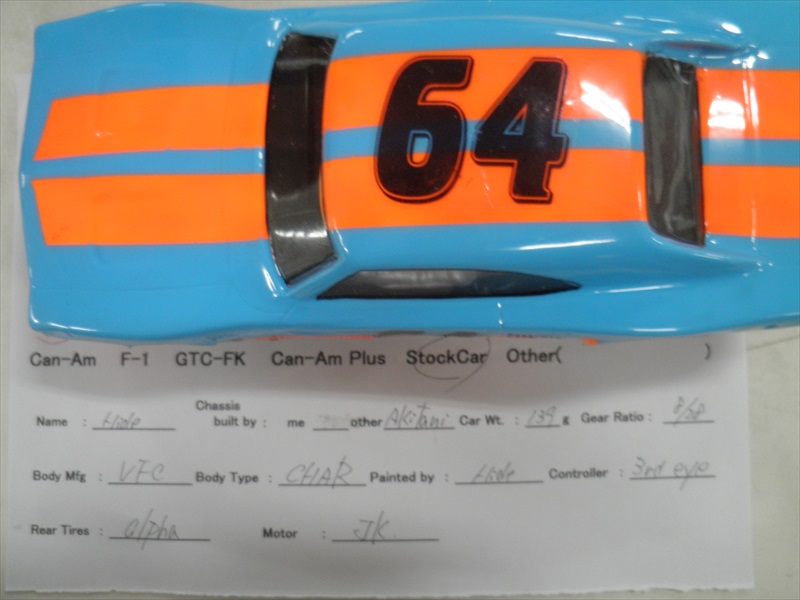 64
Can-Am F-1 GTC-FK Can-Am Plus StockCar Other( )
Name : Hide Chassis built by : me other Akitani Car Wt. : 139 g Gear Ratio :
Body Mfg : VFC Body Type : CHAR Painted by : Hide Controller : 3rd eye
Rear Tires : alpha Motor : JK